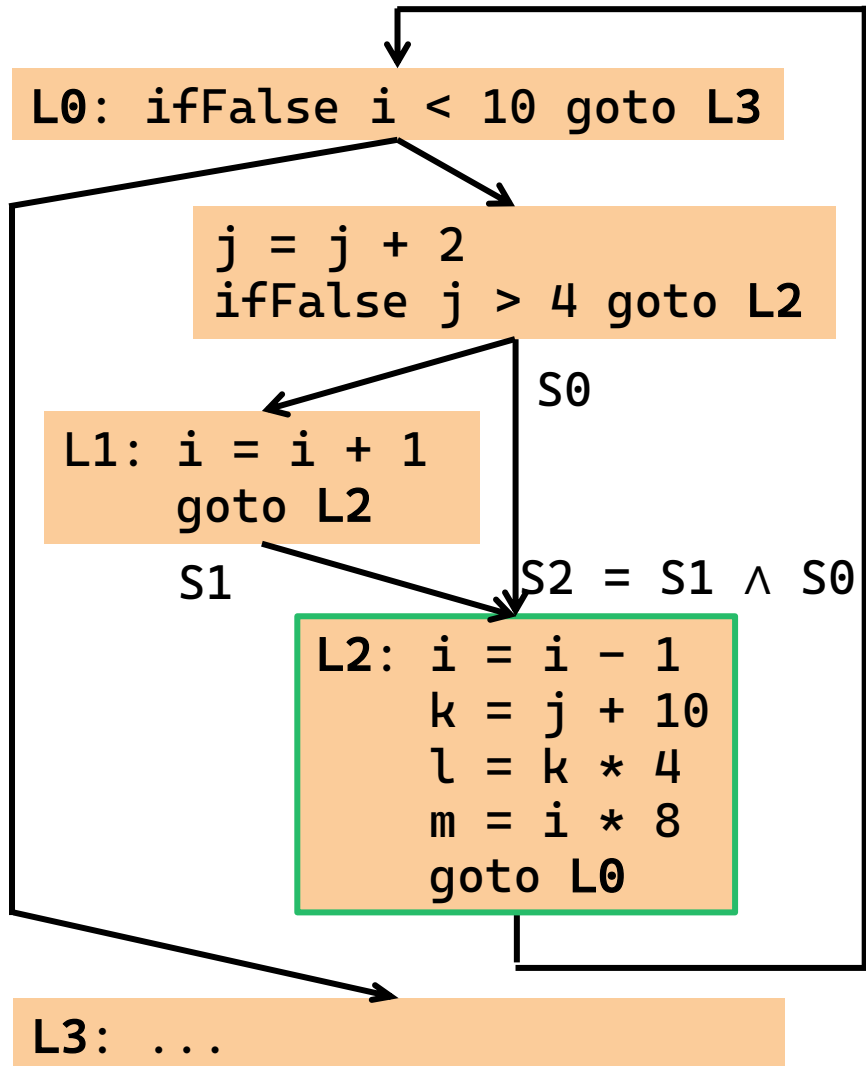 L0: ifFalse i < 10 goto L3
j = j + 2
ifFalse j > 4 goto L2
S0
L1: i = i + 1
goto L2
S1
S2 = S1 ∧ S0
L2: i = i − 1
k = j + 10
l = k * 4
m = i * 8
goto L0
L3: ...